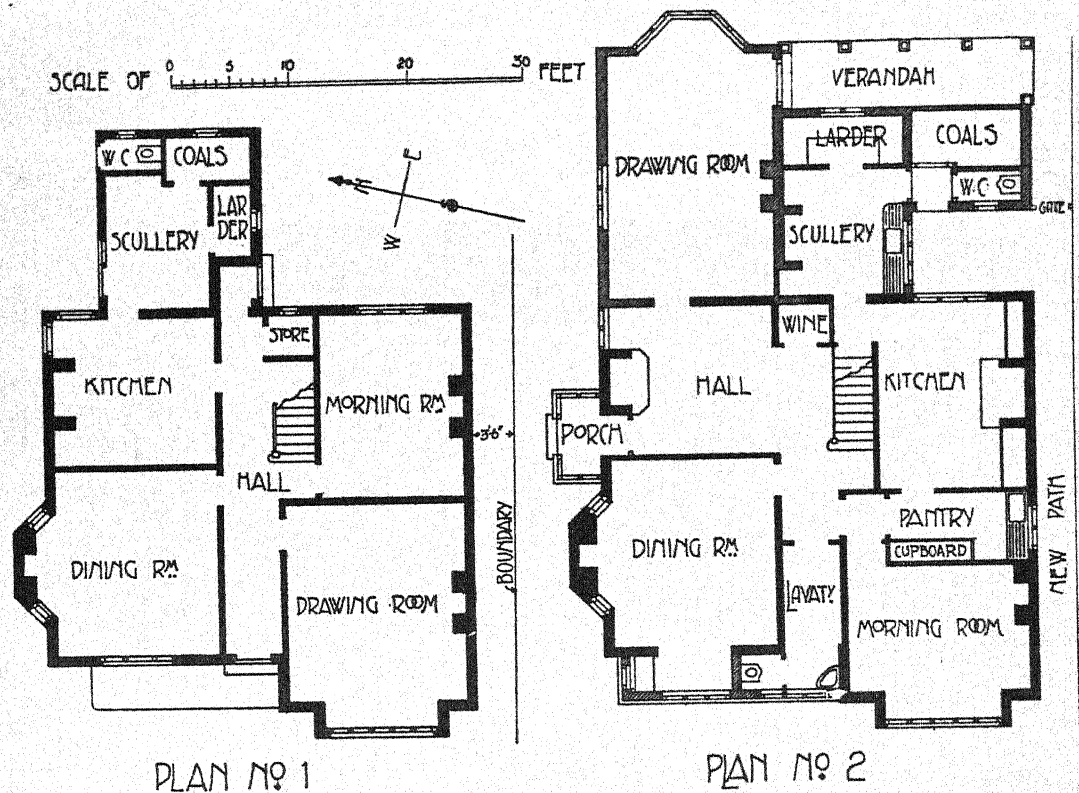 SCALE OF 0 5 10 20 30 FEET
W C
COALS
LAR
DER
SCULLERY
N
E
S
W
STORE
KITCHEN
MORNING RM
3'-6"
HALL
BOUNDARY
DINING RM
DRAWING ROOM
PLAN Nº 1
VERANDAH
LARDER
COALS
DRAWING ROOM
W.C.
GATE
SCULLERY
WINE
HALL
KITCHEN
PORCH
PANTRY
CUPBOARD
DINING RM
LAVATY
MORNING ROOM
NEW PATH
PLAN Nº 2